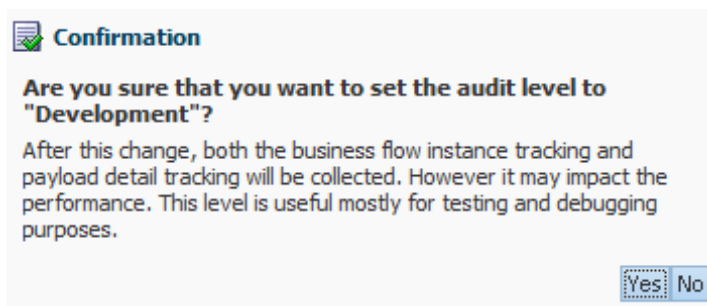 Confirmation
Are you sure that you want to set the audit level to
"Development"?
After this change, both the business flow instance tracking and
payload detail tracking will be collected. However it may impact the
performance. This level is useful mostly for testing and debugging
purposes.
Yes No